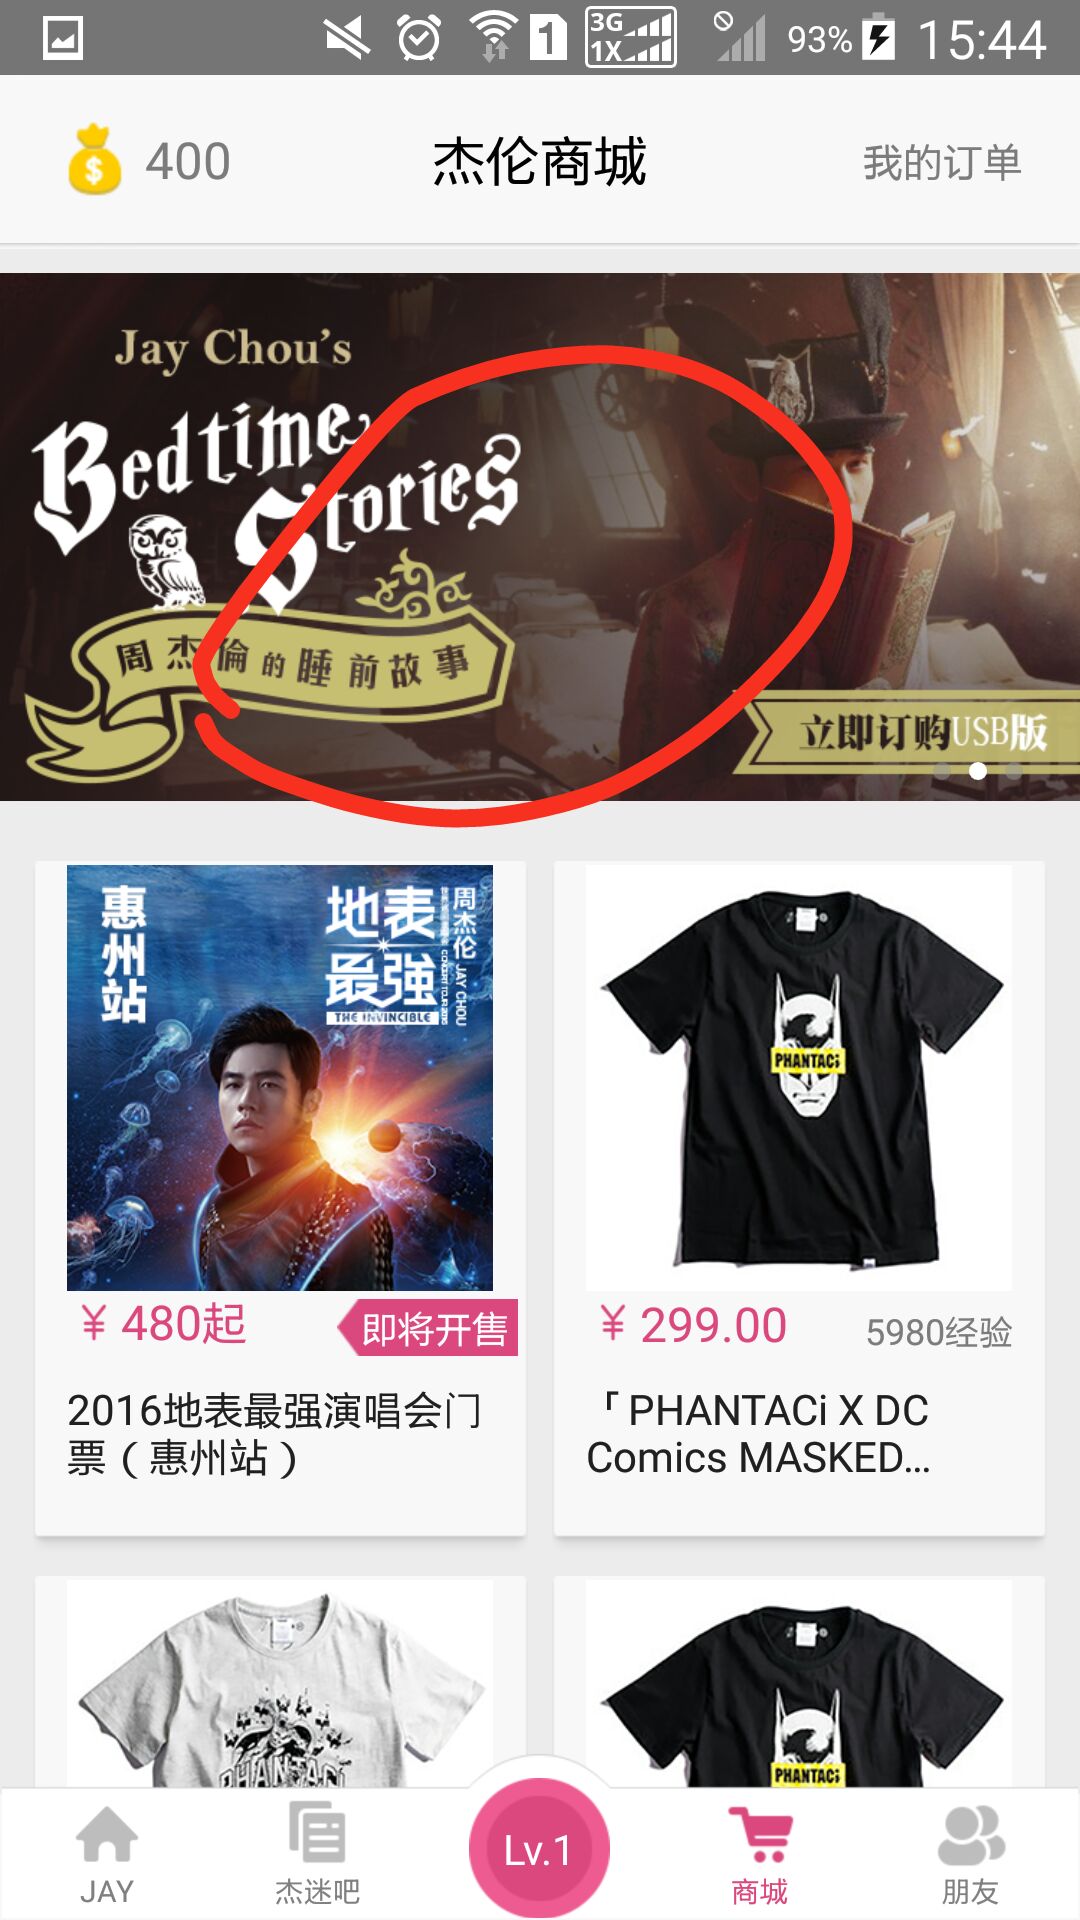 3G
1X
1
93%
15:44
400
杰伦商城
我的订单
Jay Chou's
Bedtime
Stories
周杰倫的睡前故事
立即订购USB版
惠州站
地表
最強
THE INVINCIBLE
周杰伦 JAY CHOU
PHANTACi
¥ 480起
即将开售
¥ 299.00
5980经验
2016地表最强演唱会门
票（惠州站）
「PHANTACi X DC
Comics MASKED...
PHANTACi
PHANTACi
JAY
杰迷吧
Lv.1
商城
朋友